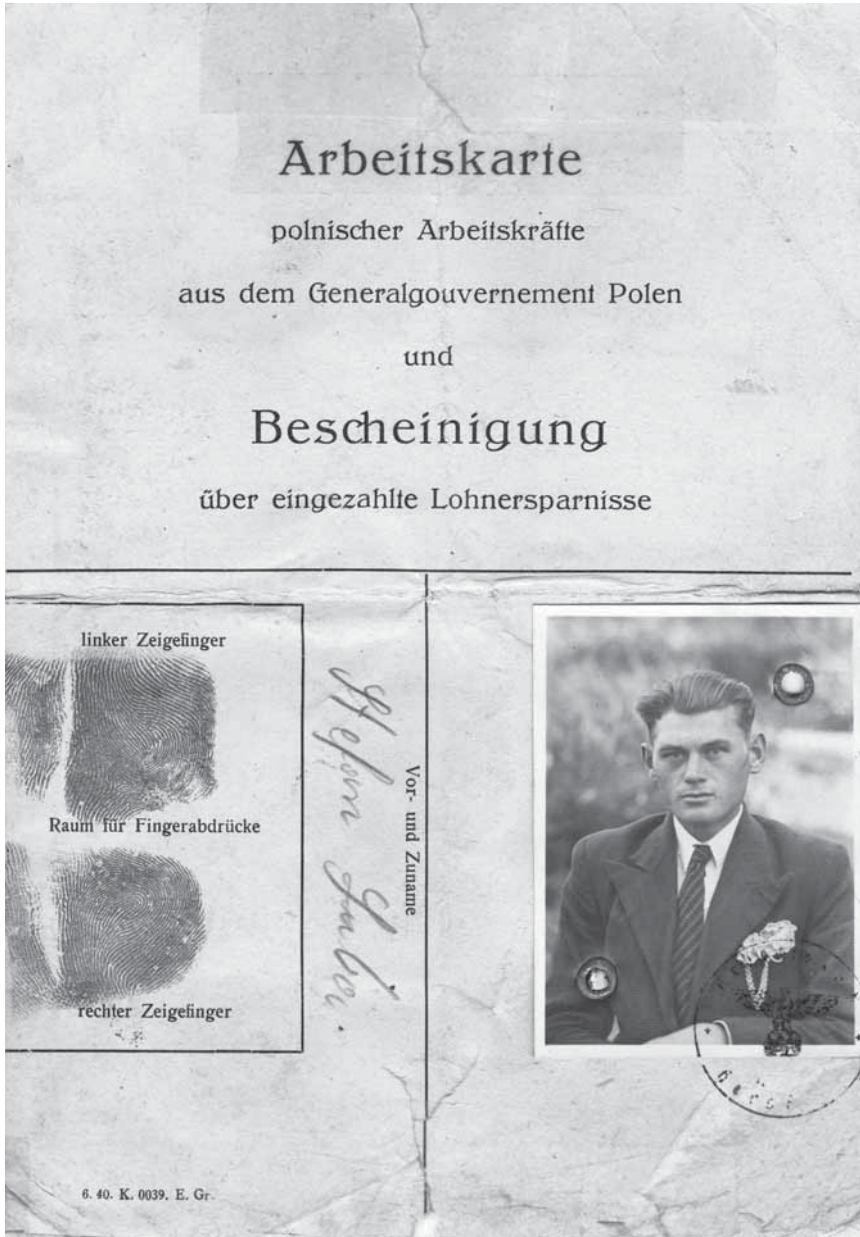 Arbeitskarte
polnischer Arbeitskräfte
aus dem Generalgouvernement Polen
und
Bescheinigung
über eingezahlte Lohnersparnisse
linker Zeigefinger
Raum für Fingerabdrücke
rechter Zeigefinger
Stefan
Vor- und Zuname
6. 40. K. 0039. E. Gr.